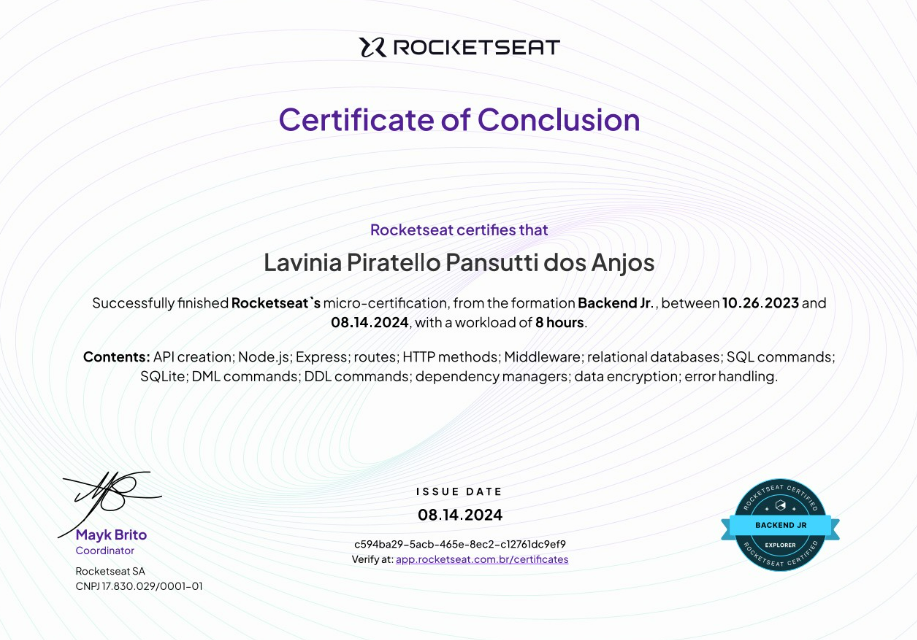 ROCKETSEAT
Certificate of Conclusion
Rocketseat certifies that
Lavinia Piratello Pansutti dos Anjos
Successfully finished Rocketseat`s micro-certification, from the formation Backend Jr. , between 10.26.2023 and
08.14.2024, with a workload of 8 hours.
Contents: API creation; Node.js; Express; routes; HTTP methods; Middleware; relational databases; SQL commands;
SQLite; DML commands; DDL commands; dependency managers; data encryption; error handling.
Mayk Brito
Coordinator
Rocketseat SA
CNPJ 17.830.029/0001-01
ISSUE DATE
08.14.2024
c594ba29-5acb-465e-8ec2-c12761dc9ef9
Verify at: app.rocketseat.com.br/certificates
ROCKETSEAT CERTIFIED
BACKEND JR
EXPLORER
ROCKETSEAT CERTIFIED